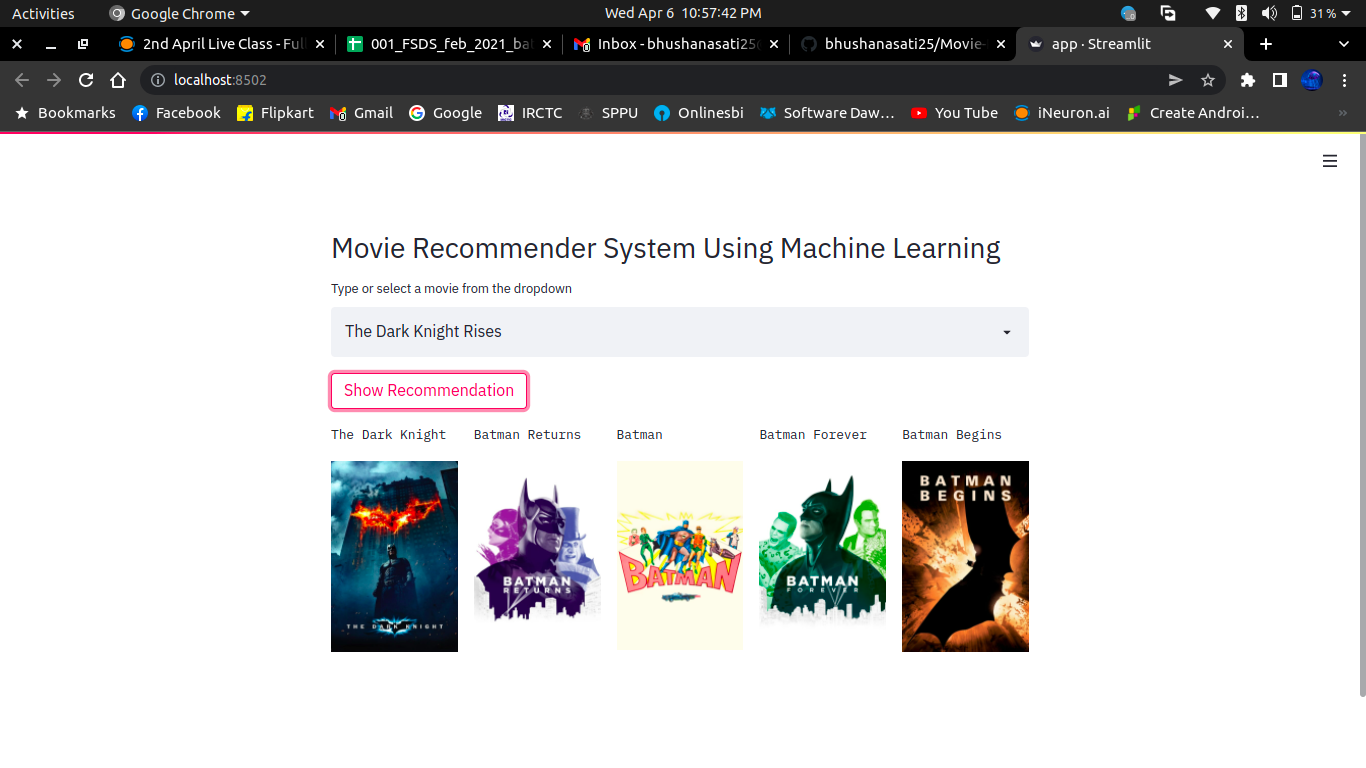 Activities Google Chrome Wed Apr 6 10:57:42 PM 31%
2nd April Live Class - Ful 001_FSDS_feb_2021_ba Inbox - bhushanasati25 bhushanasati25/Movie- app · Streamlit
localhost:8502
Bookmarks Facebook Flipkart Gmail Google IRCTC SPPU Onlinesbi Software Daw… You Tube iNeuron.ai Create Androi… »
Movie Recommender System Using Machine Learning
Type or select a movie from the dropdown
The Dark Knight Rises
Show Recommendation
The Dark Knight Batman Returns Batman Batman Forever Batman Begins
BATMAN
BEGINS
BATMAN
RETURNS
BATMAN
BATMAN
FOREVER
THE DARK KNIGHT